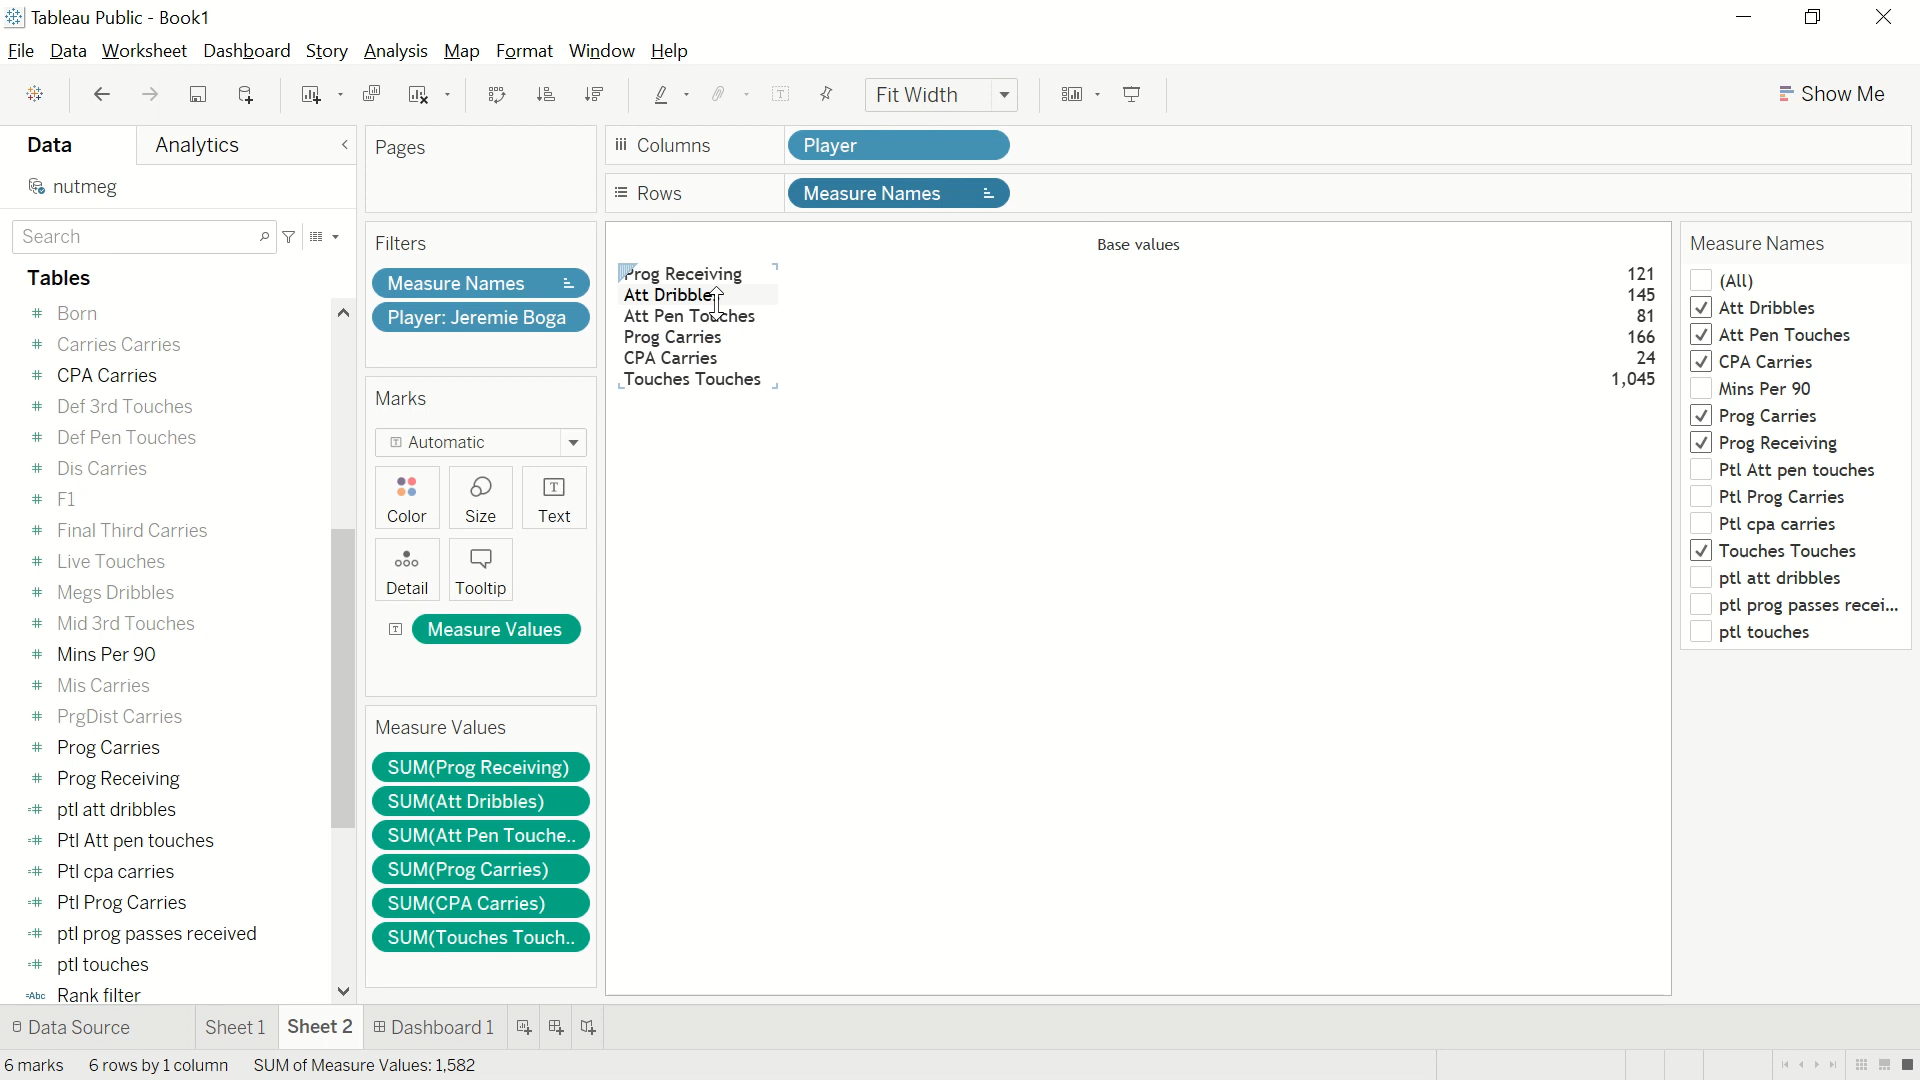 Tableau Public - Book1
File Data Worksheet Dashboard Story Analysis Map Format Window Help
Fit Width
Show Me
Data
Analytics
nutmeg
Search
Tables
# Born
# Carries Carries
# CPA Carries
# Def 3rd Touches
# Def Pen Touches
# Dis Carries
# F1
# Final Third Carries
# Live Touches
# Megs Dribbles
# Mid 3rd Touches
# Mins Per 90
# Mis Carries
# PrgDist Carries
# Prog Carries
# Prog Receiving
=# ptl att dribbles
=# Ptl Att pen touches
=# Ptl cpa carries
=# Ptl Prog Carries
=# ptl prog passes received
=# ptl touches
=Abc Rank filter
Pages
Filters
Measure Names
Player: Jeremie Boga
Marks
Automatic
Color
Size
Text
Detail
Tooltip
Measure Values
Measure Values
SUM(Prog Receiving)
SUM(Att Dribbles)
SUM(Att Pen Touche..
SUM(Prog Carries)
SUM(CPA Carries)
SUM(Touches Touch..
Columns
Player
Rows
Measure Names
Base values
Prog Receiving 121
Att Dribbles 145
Att Pen Touches 81
Prog Carries 166
CPA Carries 24
Touches Touches 1,045
Measure Names
(All)
Att Dribbles
Att Pen Touches
CPA Carries
Mins Per 90
Prog Carries
Prog Receiving
Ptl Att pen touches
Ptl Prog Carries
Ptl cpa carries
Touches Touches
ptl att dribbles
ptl prog passes recei...
ptl touches
Data Source
Sheet 1
Sheet 2
Dashboard 1
6 marks
6 rows by 1 column
SUM of Measure Values: 1,582